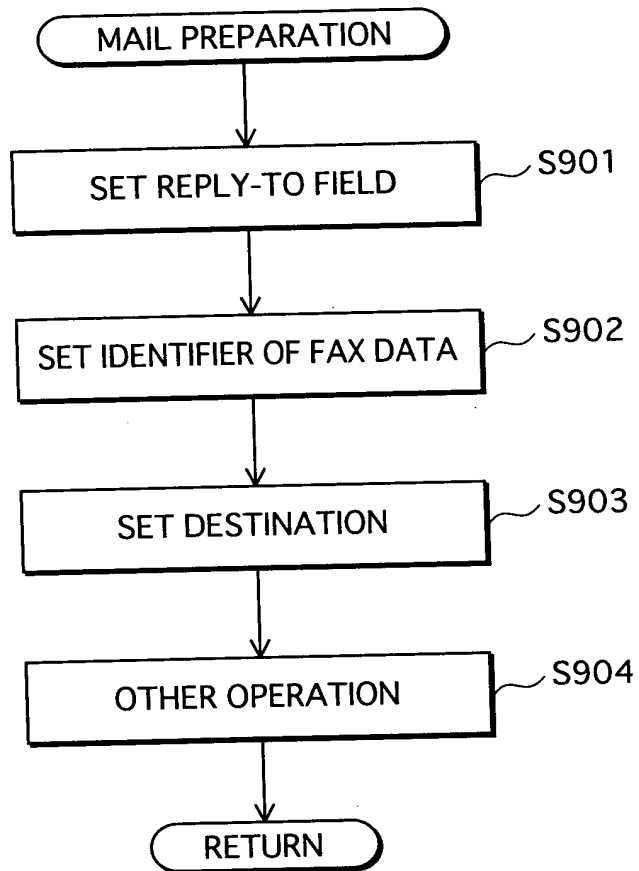 MAIL PREPARATION
SET REPLY-TO FIELD
S901
SET IDENTIFIER OF FAX DATA
S902
SET DESTINATION
S903
OTHER OPERATION
S904
RETURN